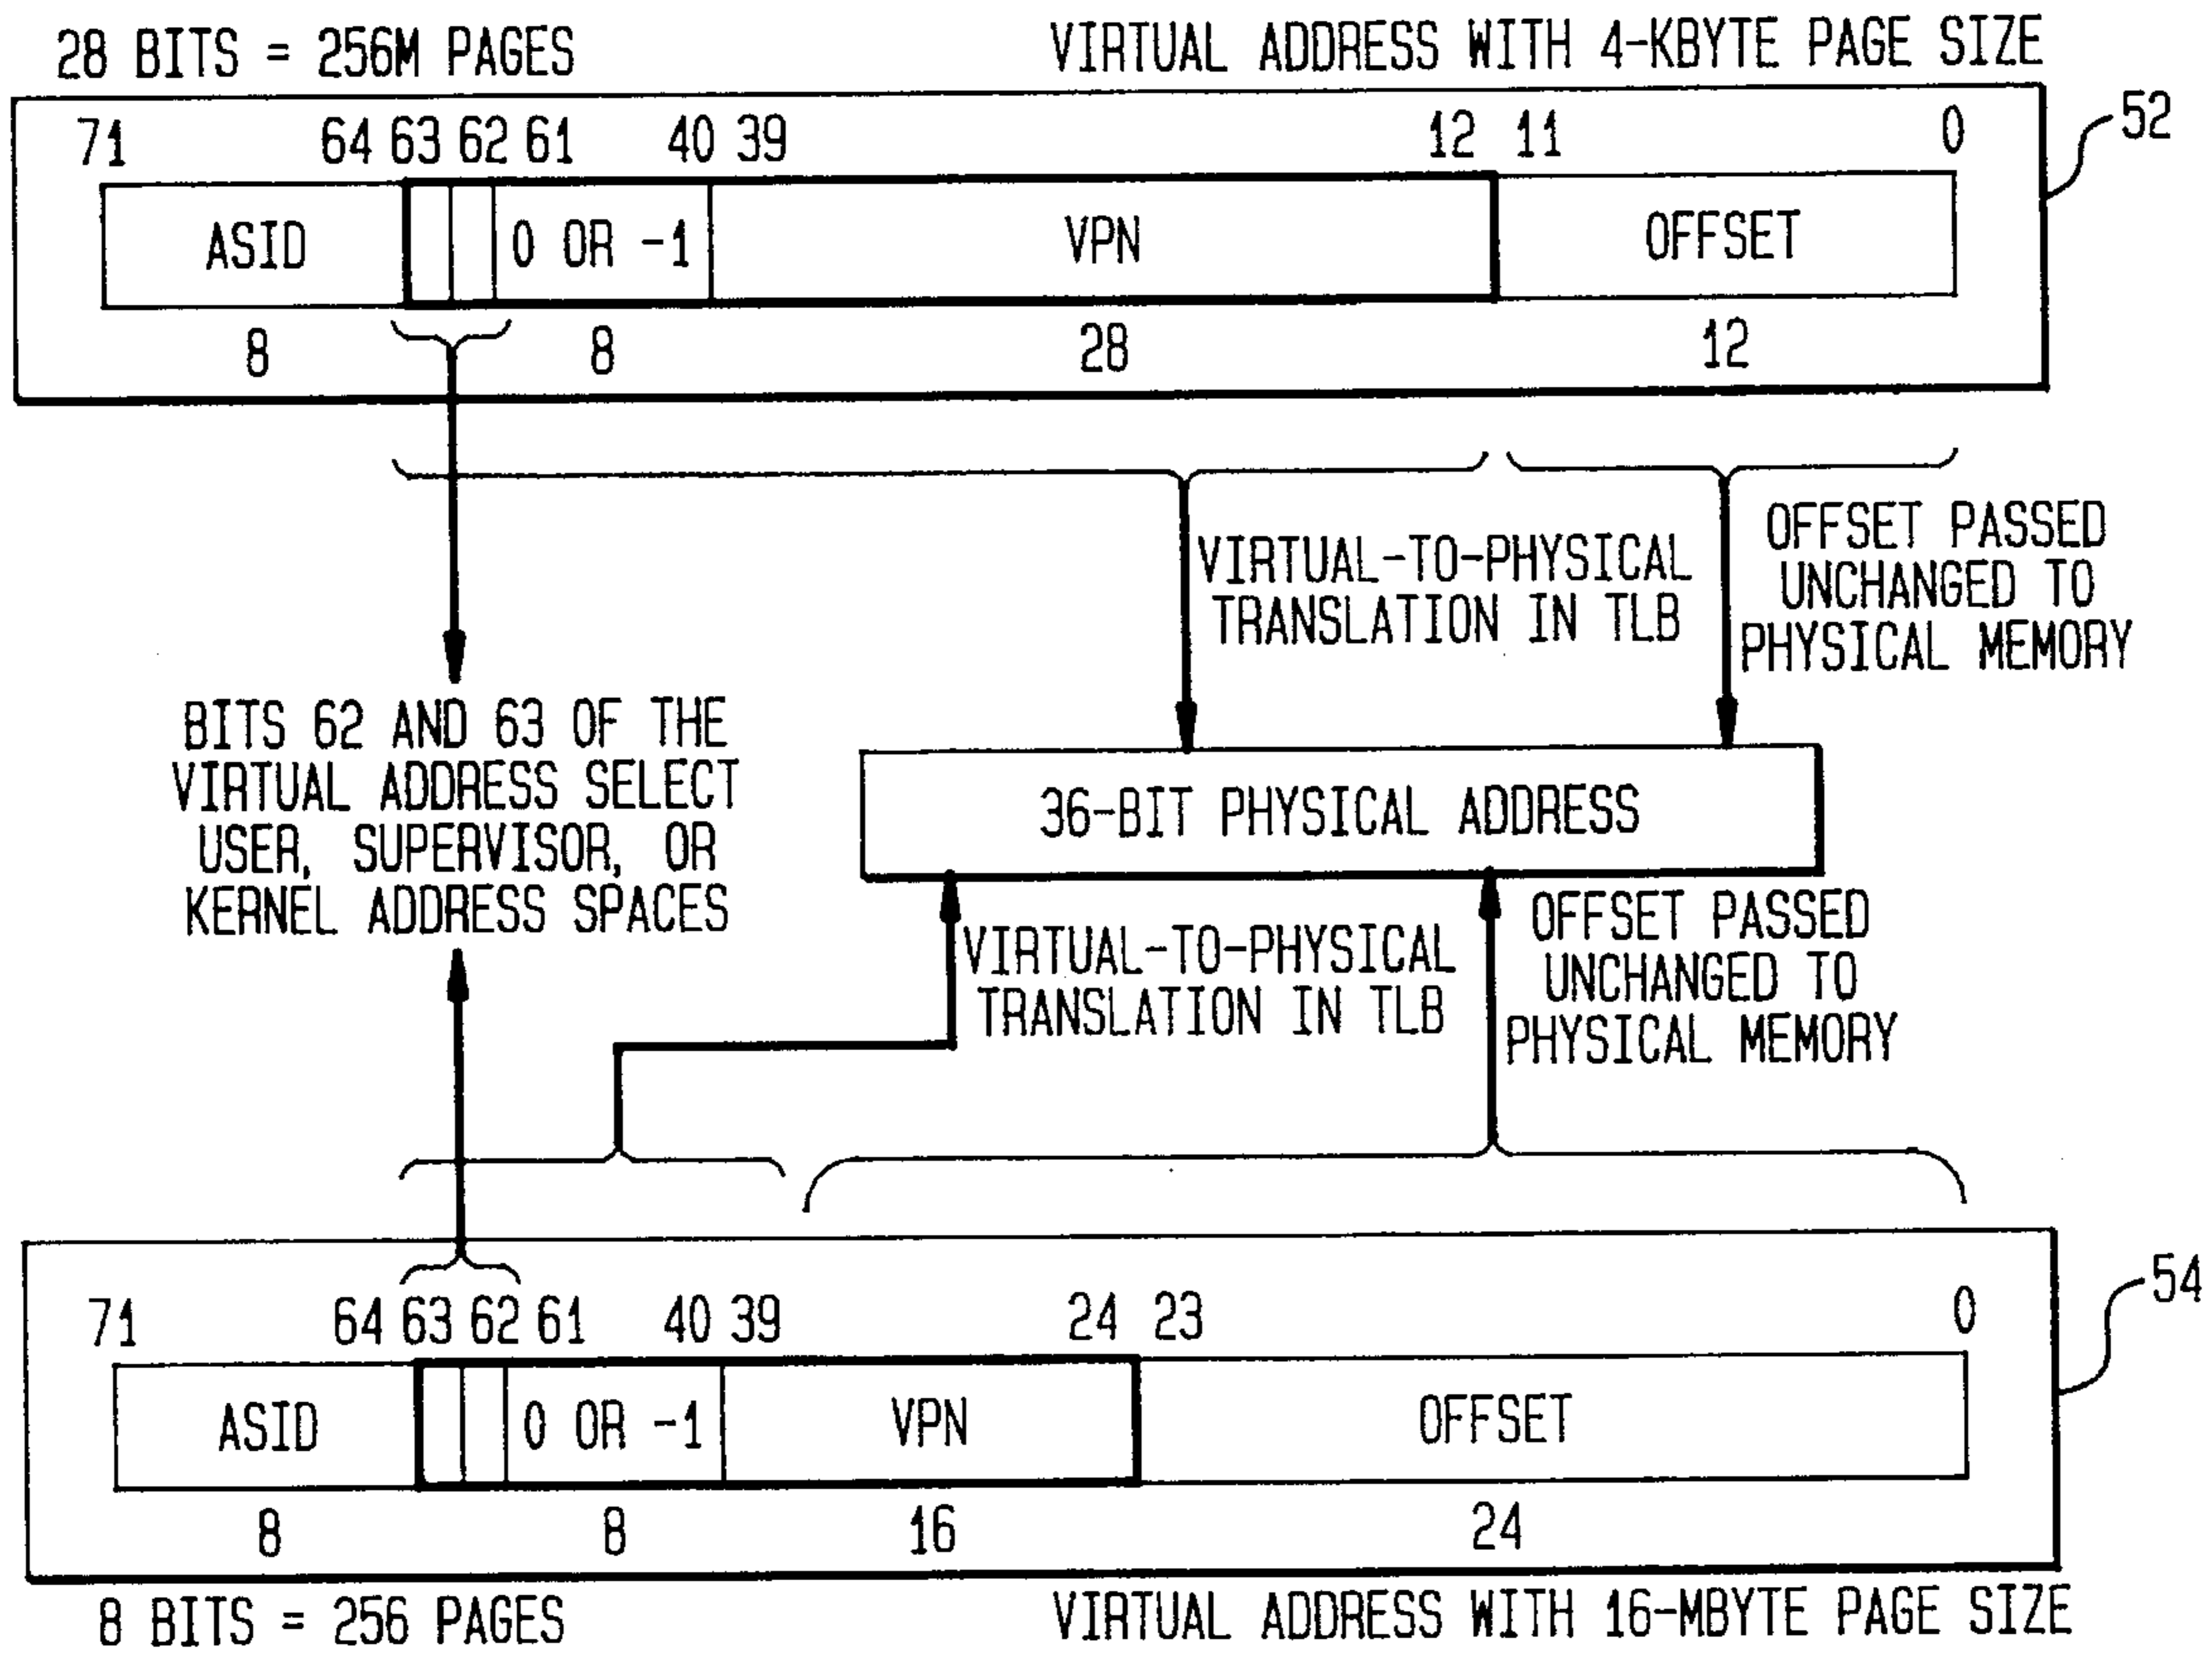 28 BITS = 256M PAGES
VIRTUAL ADDRESS WITH 4-KBYTE PAGE SIZE
52
71 64 63 62 61 40 39 12 11 0
ASID 0 OR -1 VPN OFFSET
8 8 28 12
VIRTUAL-TO-PHYSICAL
TRANSLATION IN TLB
OFFSET PASSED
UNCHANGED TO
PHYSICAL MEMORY
BITS 62 AND 63 OF THE
VIRTUAL ADDRESS SELECT
USER, SUPERVISOR, OR
KERNEL ADDRESS SPACES
36-BIT PHYSICAL ADDRESS
VIRTUAL-TO-PHYSICAL
TRANSLATION IN TLB
OFFSET PASSED
UNCHANGED TO
PHYSICAL MEMORY
54
71 64 63 62 61 40 39 24 23 0
ASID 0 OR -1 VPN OFFSET
8 8 16 24
8 BITS = 256 PAGES
VIRTUAL ADDRESS WITH 16-MBYTE PAGE SIZE